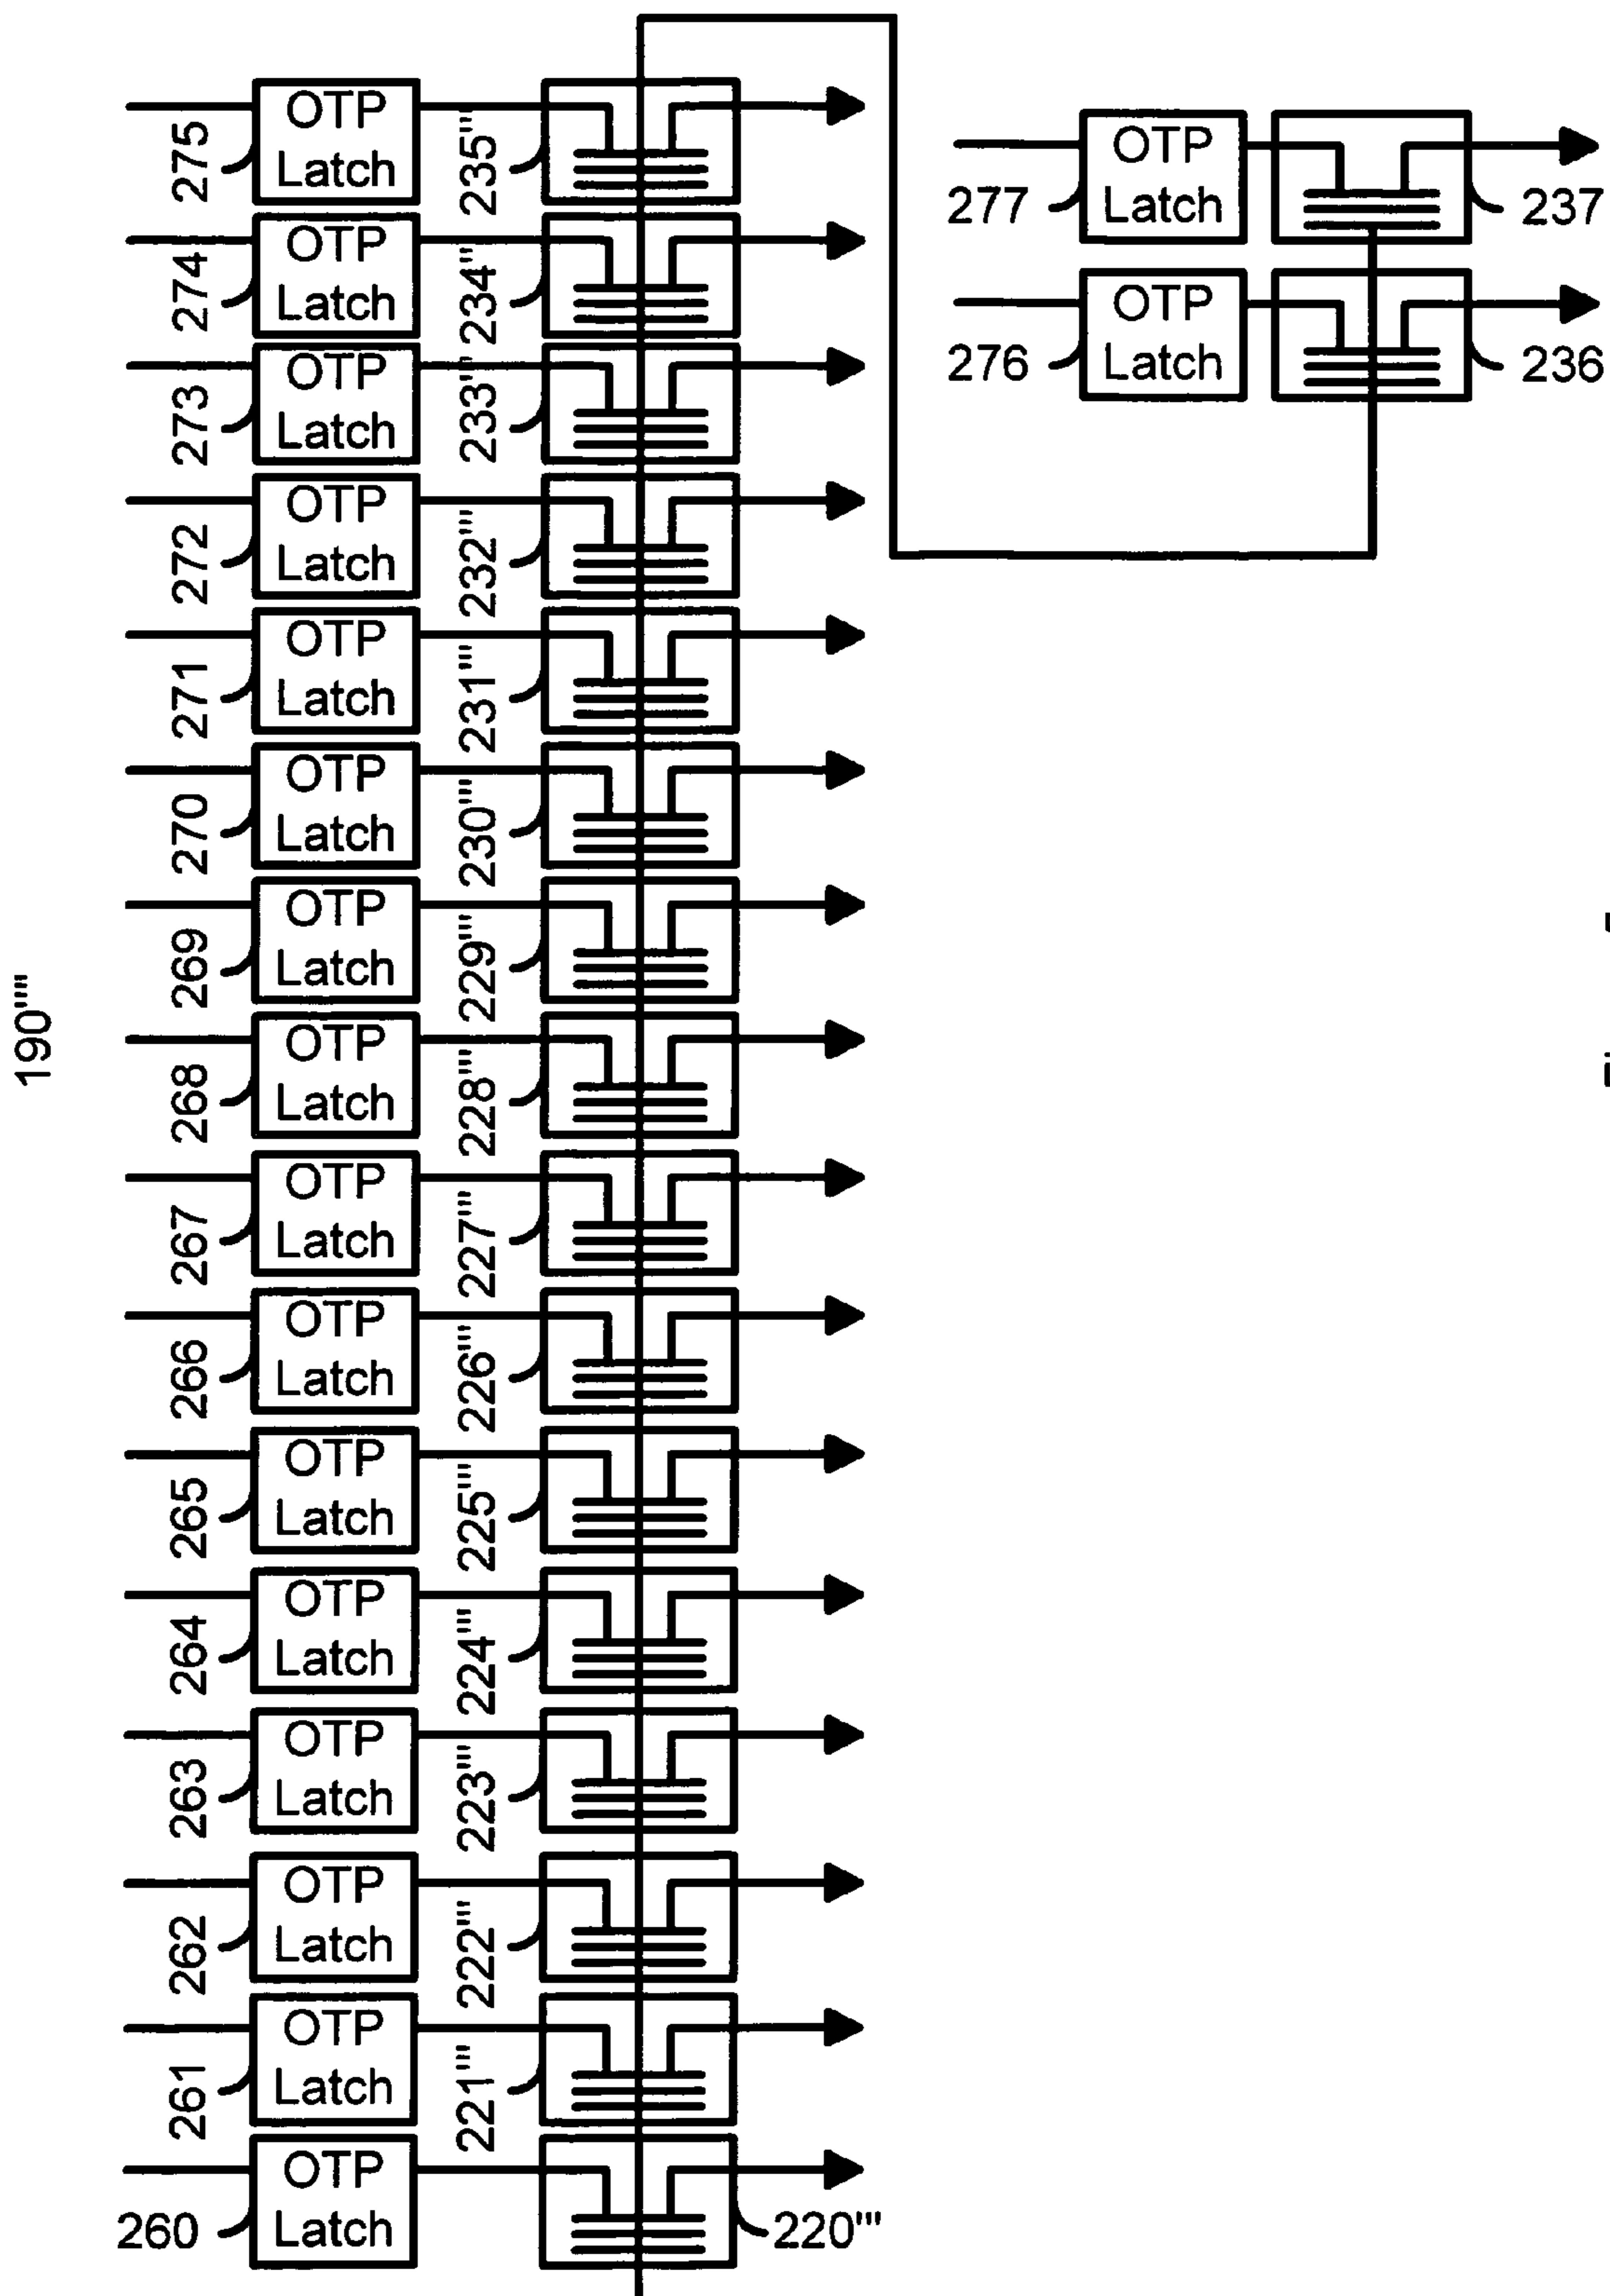 OTP
Latch
275
235'''
OTP
Latch
277
237
OTP
Latch
274
234''
OTP
Latch
276
236
OTP
Latch
273
233'''
OTP
Latch
272
232'''
OTP
Latch
271
231'''
OTP
Latch
270
230'''
OTP
Latch
269
229'''
190''''
OTP
Latch
268
228'''
OTP
Latch
267
227'''
OTP
Latch
266
226'''
OTP
Latch
265
225'''
OTP
Latch
264
224'''
OTP
Latch
263
223'''
OTP
Latch
262
222'''
OTP
Latch
261
221'''
OTP
Latch
260
220'''